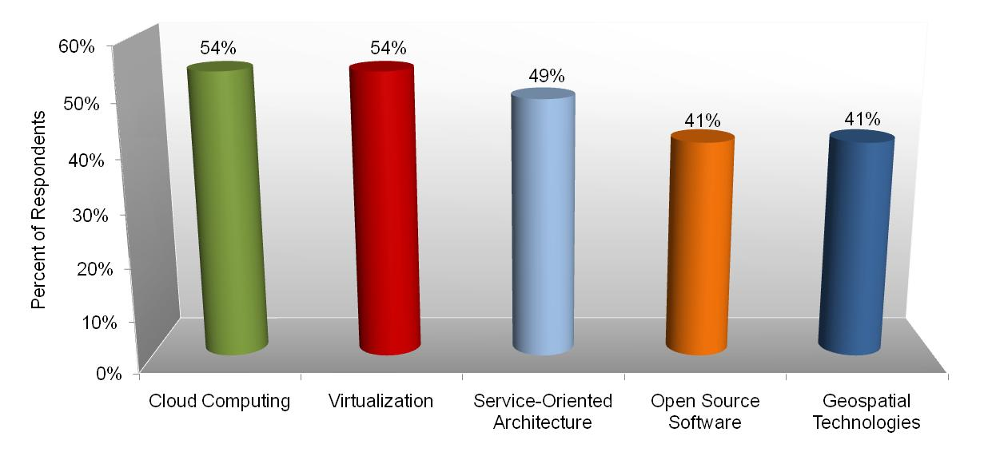 60%
50%
40%
30%
20%
10%
0%
Percent of Respondents
54%
54%
49%
41%
41%
Cloud Computing
Virtualization
Service-Oriented
Architecture
Open Source
Software
Geospatial
Technologies